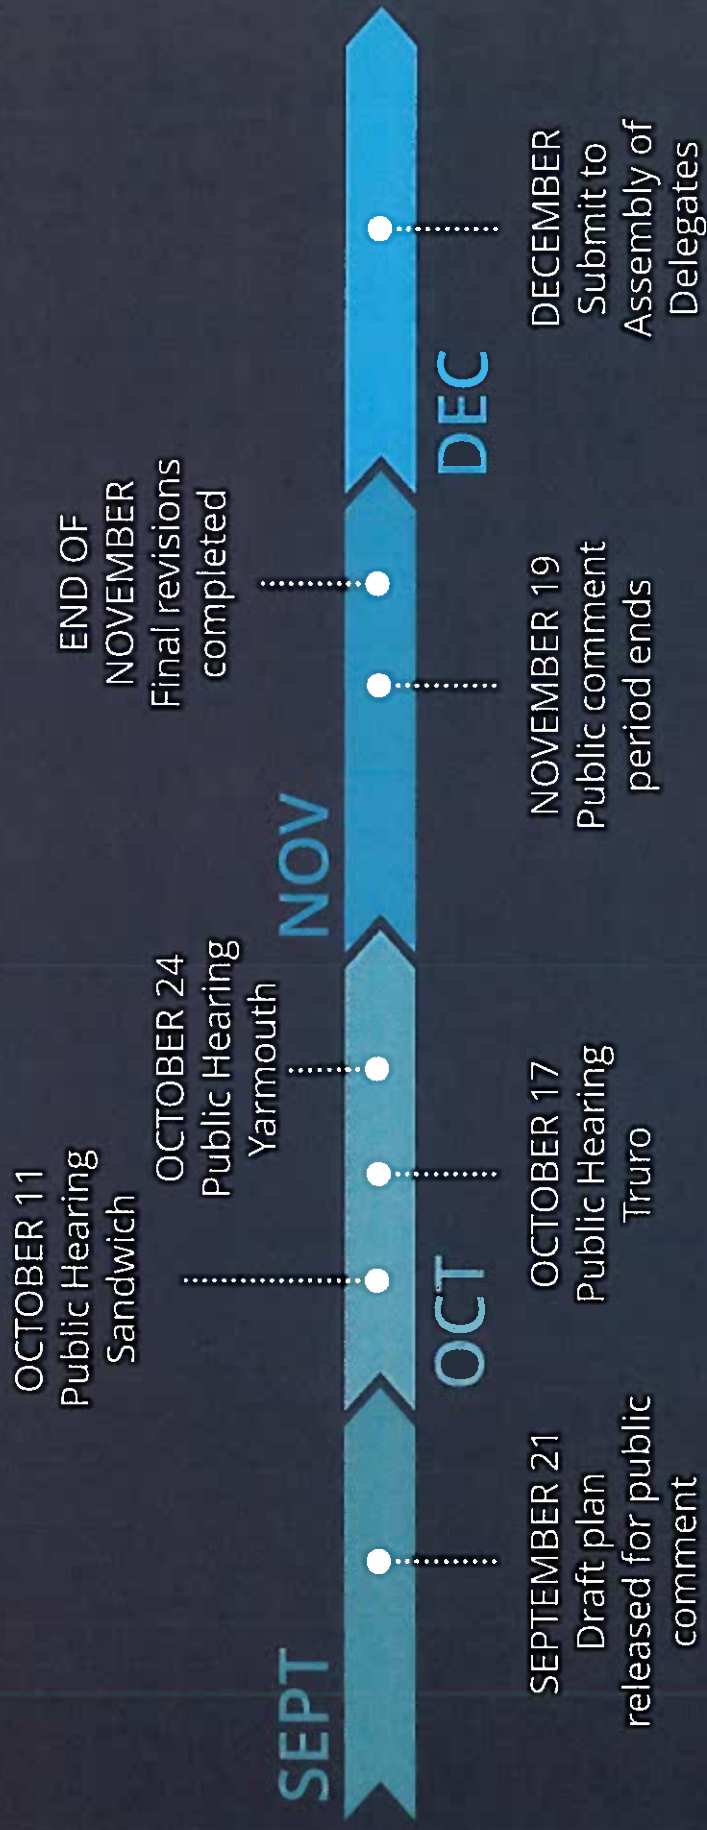 SEPT
SEPTEMBER 21
Draft plan
released for public
comment
OCT
OCTOBER 11
Public Hearing
Sandwich
OCTOBER 17
Public Hearing
Truro
OCTOBER 24
Public Hearing
Yarmouth
NOV
NOVEMBER 19
Public comment
period ends
END OF
NOVEMBER
Final revisions
completed
DEC
DECEMBER
Submit to
Assembly of
Delegates